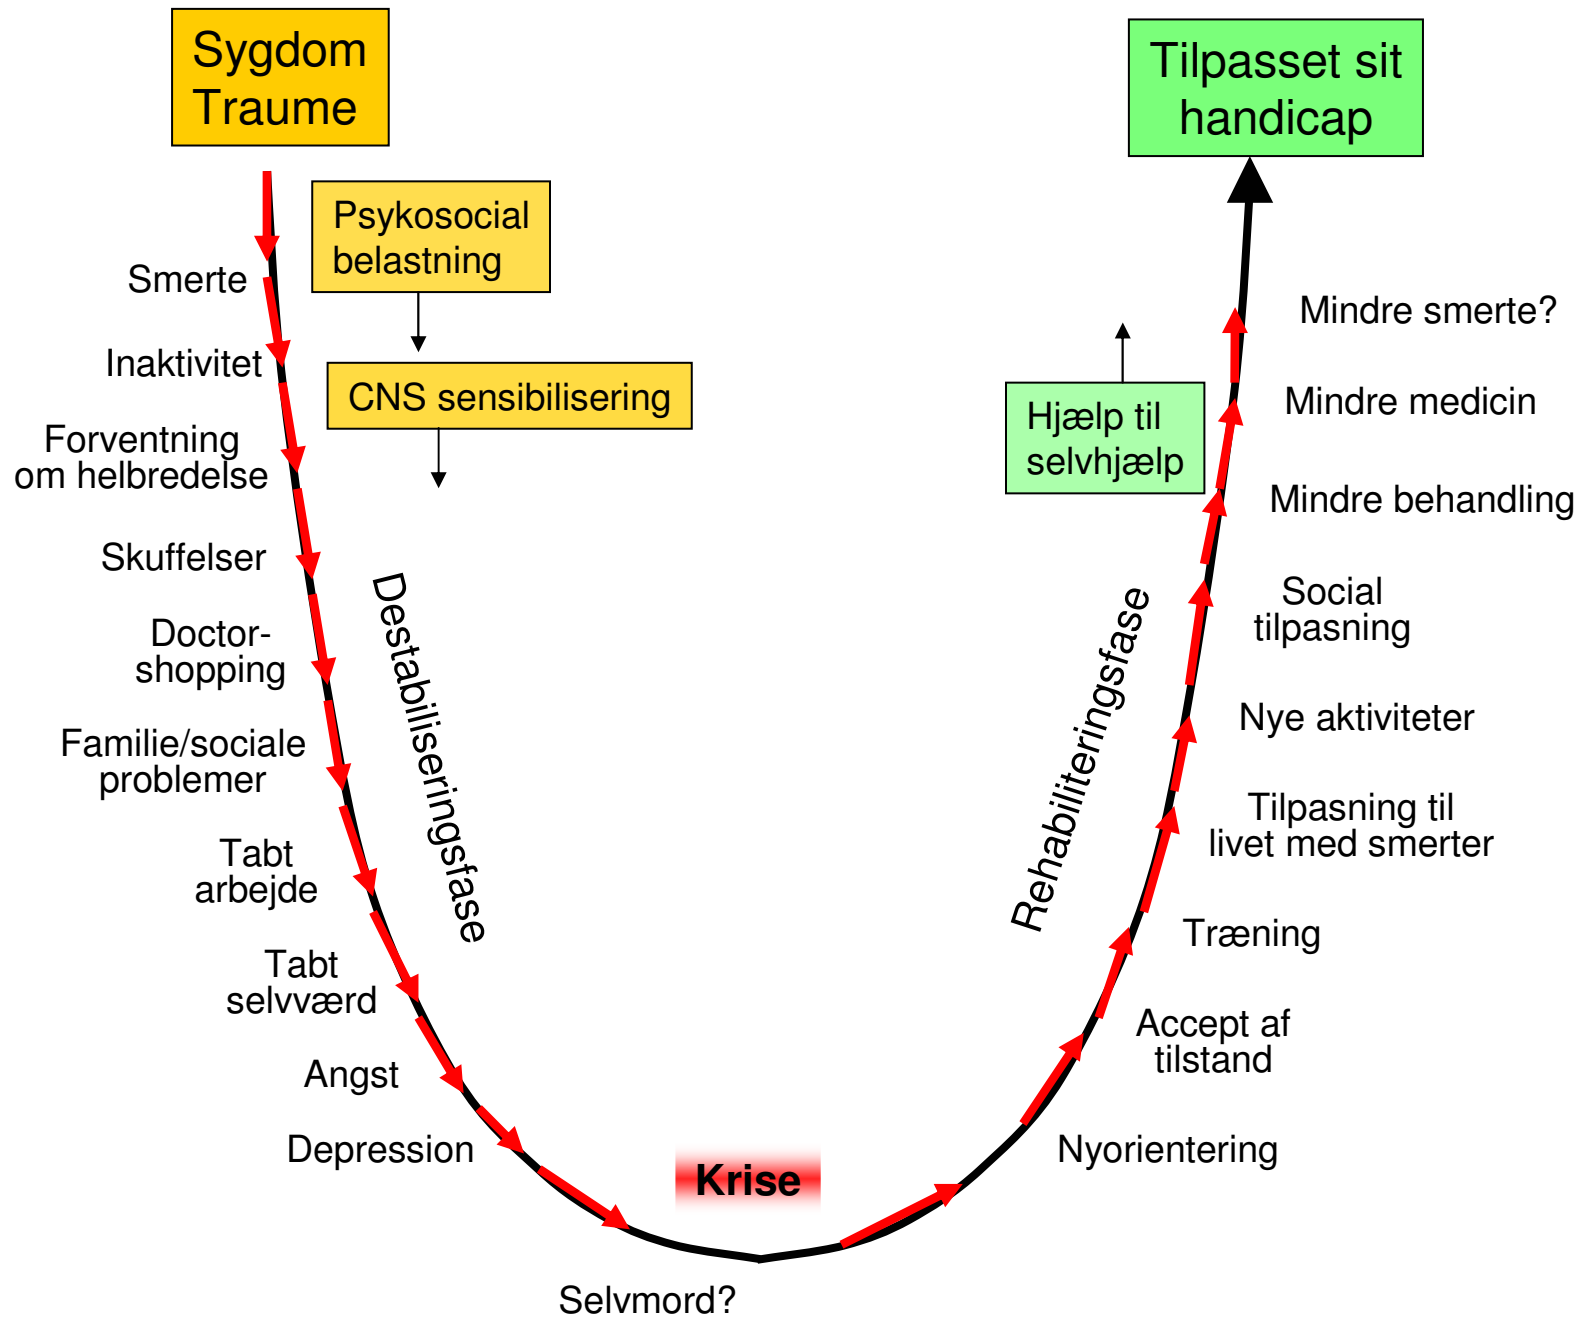 Sygdom
Traume
Psykosocial
belastning
CNS sensibilisering
Smerte
Inaktivitet
Forventning
om helbredelse
Skuffelser
Doctor-
shopping
Familie/sociale
problemer
Tabt
arbejde
Tabt
selvværd
Angst
Depression
Destabiliseringsfase
Krise
Selvmord?
Tilpasset sit
handicap
Hjælp til
selvhjælp
Rehabiliteringsfase
Mindre smerte?
Mindre medicin
Mindre behandling
Social
tilpasning
Nye aktiviteter
Tilpasning til
livet med smerter
Træning
Accept af
tilstand
Nyorientering